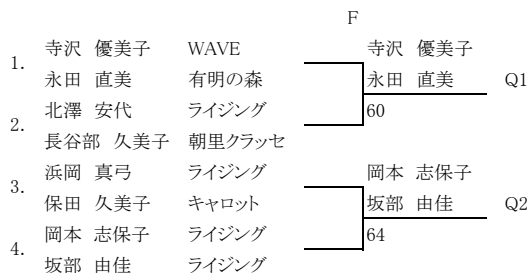 F
寺沢 優美子 WAVE 寺沢 優美子
1.
永田 直美 有明の森 永田 直美 Q1
北澤 安代 ライジング 60
2.
長谷部 久美子 朝里クラッセ
浜岡 真弓 ライジング 岡本 志保子
3.
保田 久美子 キャロット 坂部 由佳 Q2
岡本 志保子 ライジング 64
4.
坂部 由佳 ライジング